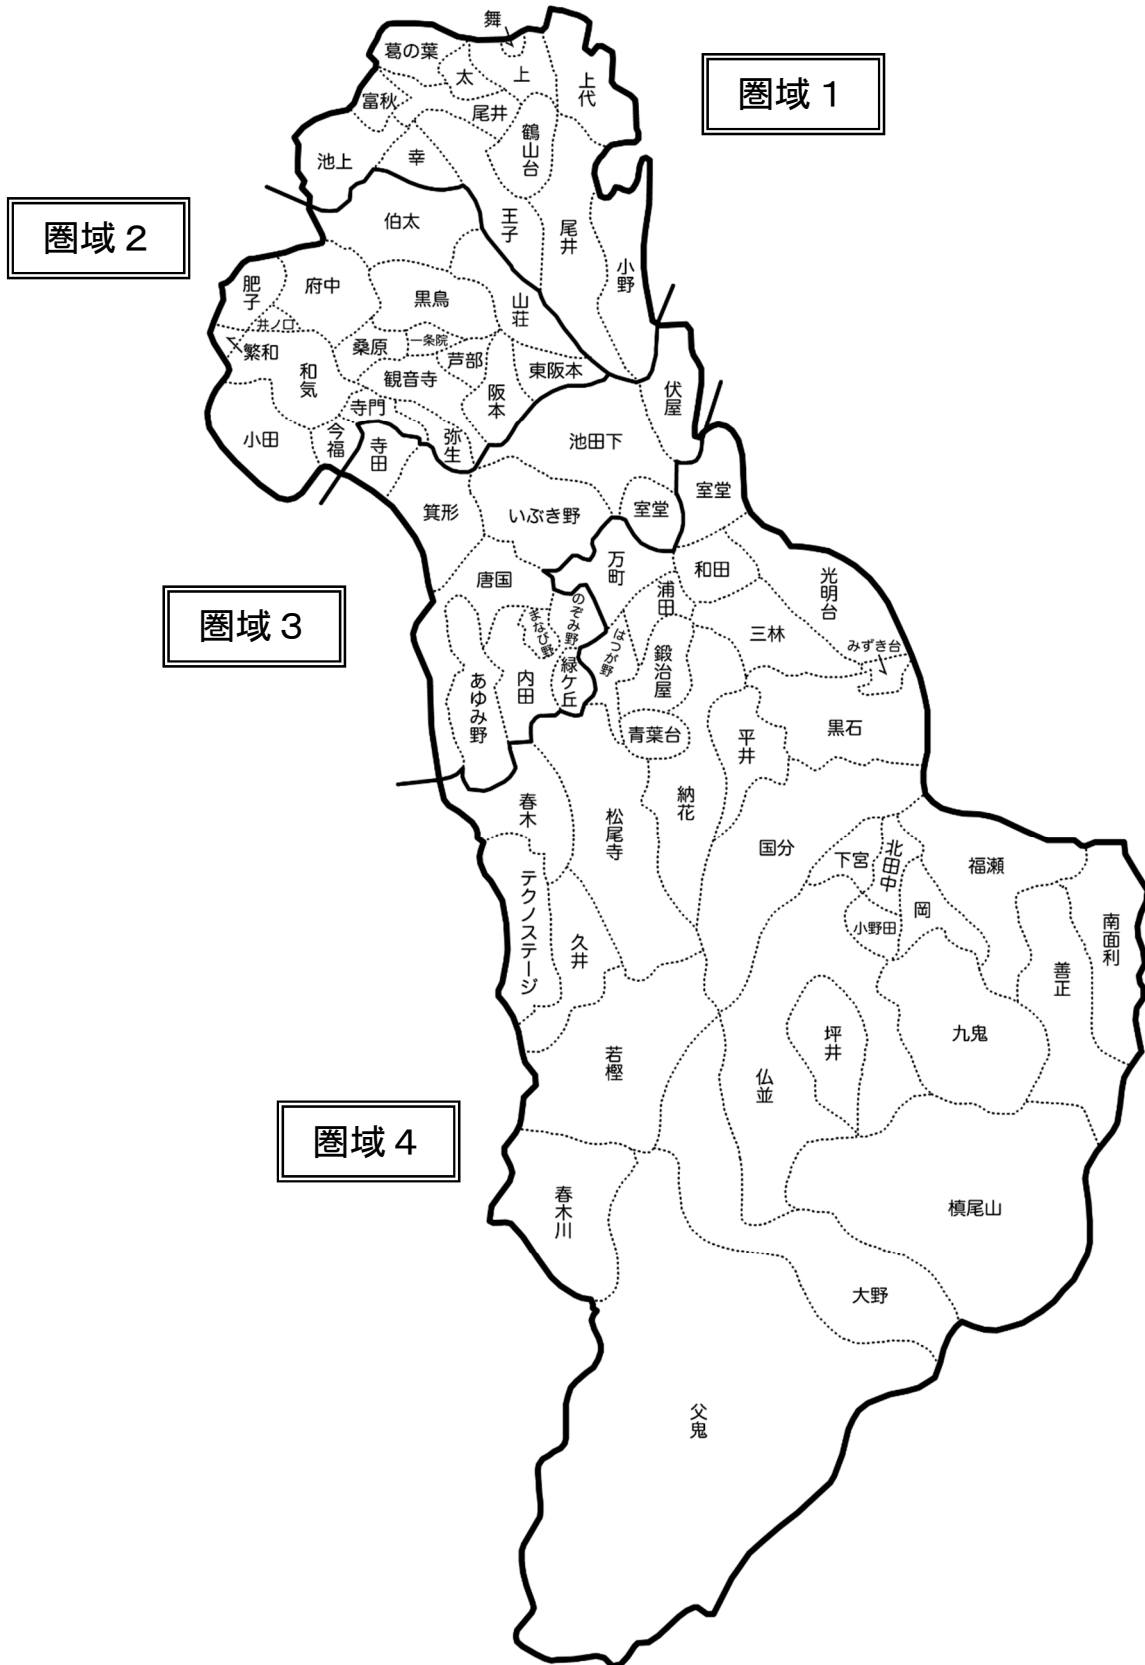 舞
葛の葉
太
上
上代
圏域1
富秋
尾井
鶴山台
池上
幸
伯太
王子
尾井
小野
圏域2
肥子
府中
黒鳥
山荘
井ノ口
繁和
和気
桑原
一条院
芦部
観音寺
阪本
東阪本
伏屋
寺門
小田
今福
寺田
弥生
池田下
箕形
いぶき野
室堂
室堂
唐国
万町
和田
光明台
圏域3
のぞみ野
まなび野
浦田
はつが野
三林
みずき台
鍛治屋
あゆみ野
内田
緑ケ丘
青葉台
平井
黒石
春木
松尾寺
納花
国分
下宮
北田中
福瀬
テクノステージ
久井
小野田
岡
善正
南面利
若樫
仏並
坪井
九鬼
圏域4
春木川
槙尾山
大野
父鬼